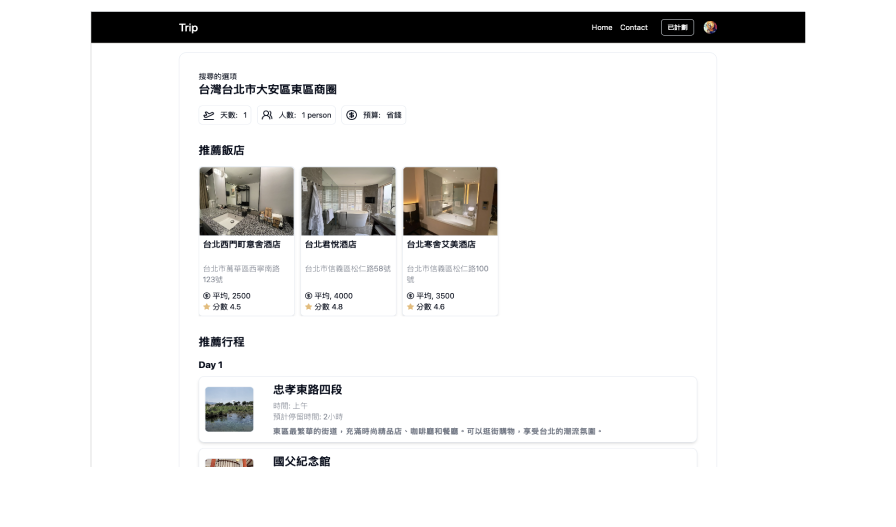 Trip
Home Contact 已計劃
搜尋的選項
台灣台北市大安區東區商圈
天數: 1 人數: 1 person 預算: 省錢
推薦飯店
台北西門町意舍酒店
台北市萬華區西寧南路
123號
平均, 2500
分數 4.5
台北君悅酒店
台北市信義區松仁路58號
平均, 4000
分數 4.8
台北寒舍艾美酒店
台北市信義區松仁路100
號
平均, 3500
分數 4.6
推薦行程
Day 1
忠孝東路四段
時間: 上午
預計停留時間: 2小時
東區最繁華的街道，充滿時尚精品店、咖啡廳和餐廳。可以逛街購物，享受台北的潮流氛圍。
國父紀念館